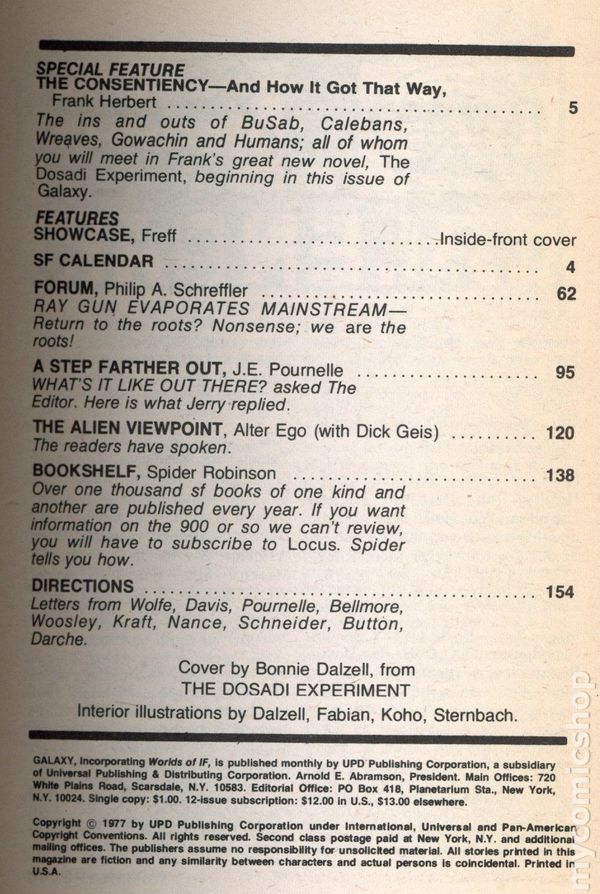 SPECIAL FEATURE
THE CONSENTIENCY—And How It Got That Way,
Frank Herbert ........................................ 5
The ins and outs of BuSab, Calebans,
Wreaves, Gowachin and Humans; all of whom
you will meet in Frank's great new novel, The
Dosadi Experiment, beginning in this issue of
Galaxy.
FEATURES
SHOWCASE, Freff ..........................Inside-front cover
SF CALENDAR ........................................ 4
FORUM, Philip A. Schreffler .............................. 62
RAY GUN EVAPORATES MAINSTREAM—
Return to the roots? Nonsense; we are the
roots!
A STEP FARTHER OUT, J.E. Pournelle .................. 95
WHAT'S IT LIKE OUT THERE? asked The
Editor. Here is what Jerry replied.
THE ALIEN VIEWPOINT, Alter Ego (with Dick Geis) .......... 120
The readers have spoken.
BOOKSHELF, Spider Robinson .......................... 138
Over one thousand sf books of one kind and
another are published every year. If you want
information on the 900 or so we can't review,
you will have to subscribe to Locus. Spider
tells you how.
DIRECTIONS .......................................... 154
Letters from Wolfe, Davis, Pournelle, Bellmore,
Woosley, Kraft, Nance, Schneider, Button,
Darche.
Cover by Bonnie Dalzell, from
THE DOSADI EXPERIMENT
Interior illustrations by Dalzell, Fabian, Koho, Sternbach.
GALAXY, Incorporating Worlds of IF, is published monthly by UPD Publishing Corporation, a subsidiary
of Universal Publishing & Distributing Corporation. Arnold E. Abramson, President. Main Offices: 720
White Plains Road, Scarsdale, N.Y. 10583. Editorial Office: PO Box 418, Planetarium Sta., New York,
N.Y. 10024. Single copy: $1.00. 12-issue subscription: $12.00 in U.S., $13.00 elsewhere.
Copyright © 1977 by UPD Publishing Corporation under International, Universal and Pan-American
Copyright Conventions. All rights reserved. Second class postage paid at New York, N.Y. and additional
mailing offices. The publishers assume no responsibility for unsolicited material. All stories printed in this
magazine are fiction and any similarity between characters and actual persons is coincidental. Printed in
U.S.A.
mycomicshop